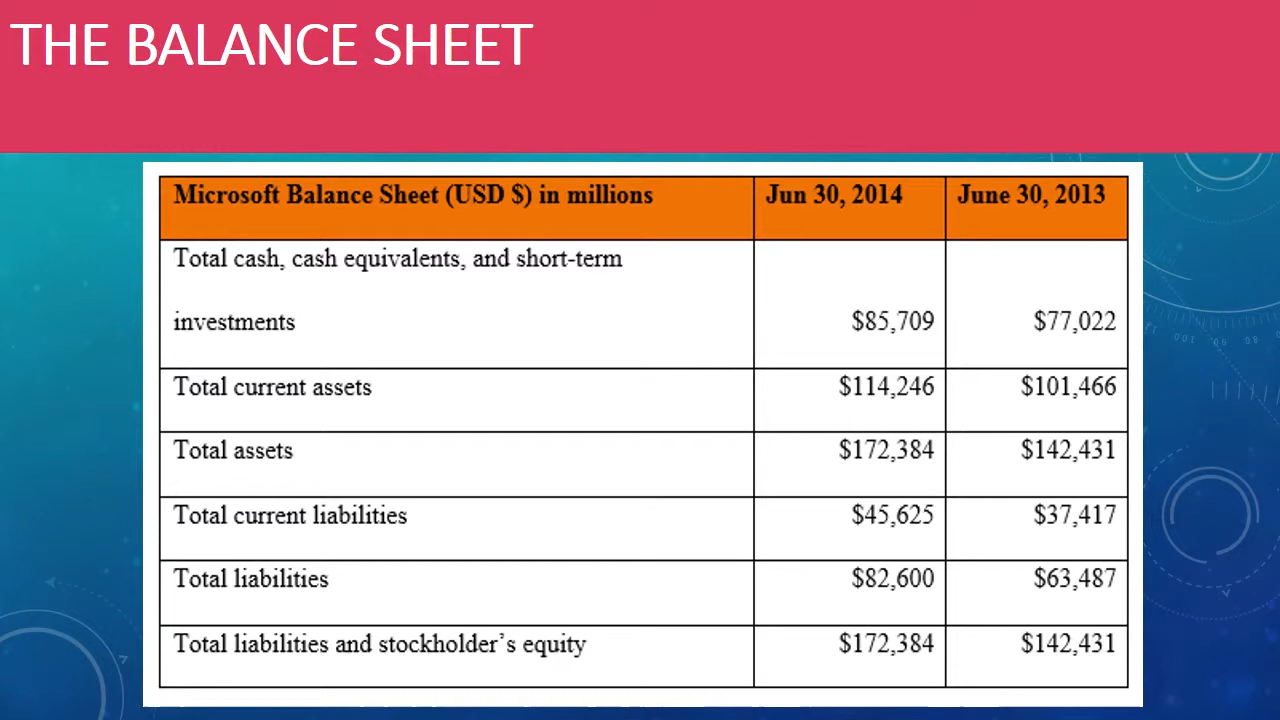 THE BALANCE SHEET
Microsoft Balance Sheet (USD $) in millions Jun 30, 2014 June 30, 2013
Total cash, cash equivalents, and short-term
investments $85,709 $77,022
Total current assets $114,246 $101,466
Total assets $172,384 $142,431
Total current liabilities $45,625 $37,417
Total liabilities $82,600 $63,487
Total liabilities and stockholder’s equity $172,384 $142,431
100 90 80